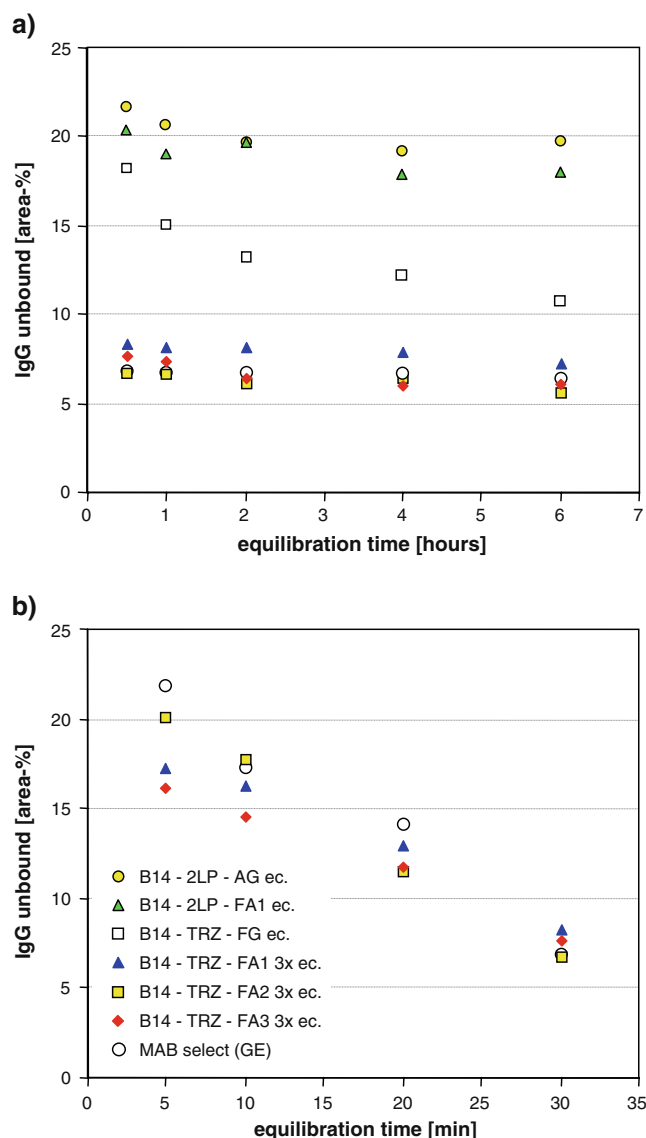 a)
25
20
15
10
5
0
IgG unbound [area-%]
0 1 2 3 4 5 6 7
equilibration time [hours]
b)
25
20
15
10
5
0
IgG unbound [area-%]
B14 - 2LP - AG ec.
B14 - 2LP - FA1 ec.
B14 - TRZ - FG ec.
B14 - TRZ - FA1 3x ec.
B14 - TRZ - FA2 3x ec.
B14 - TRZ - FA3 3x ec.
MAB select (GE)
0 5 10 15 20 25 30 35
equilibration time [min]